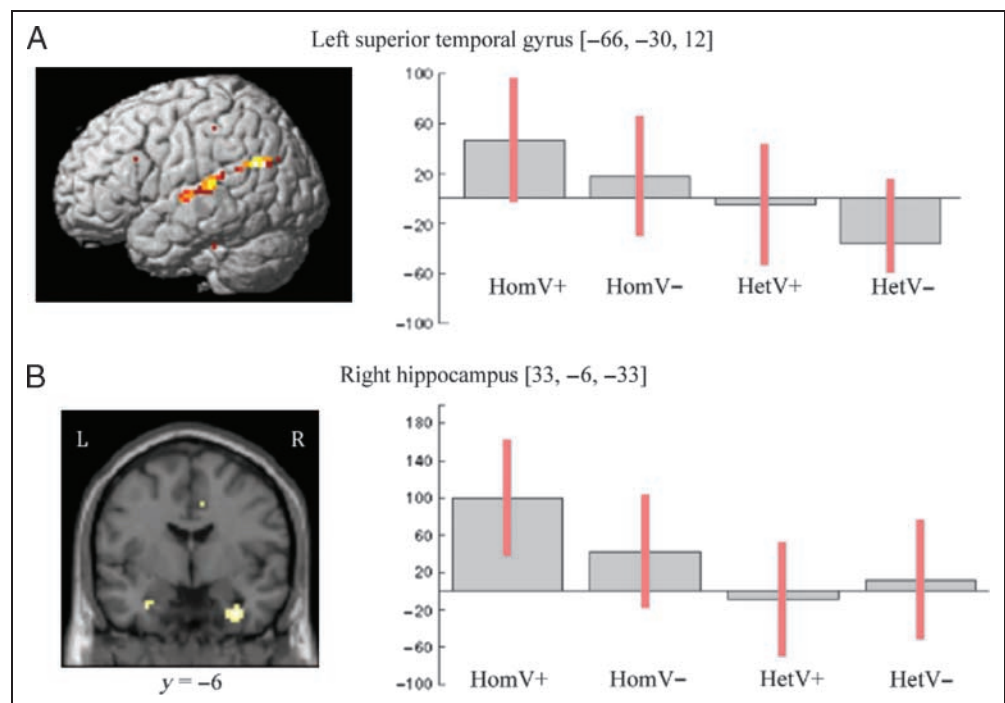 A
Left superior temporal gyrus [−66, −30, 12]
100
60
20
−20
−60
−100
HomV+ HomV− HetV+ HetV−
B
Right hippocampus [33, −6, −33]
L R
y = −6
180
140
100
60
20
−20
−60
−100
HomV+ HomV− HetV+ HetV−